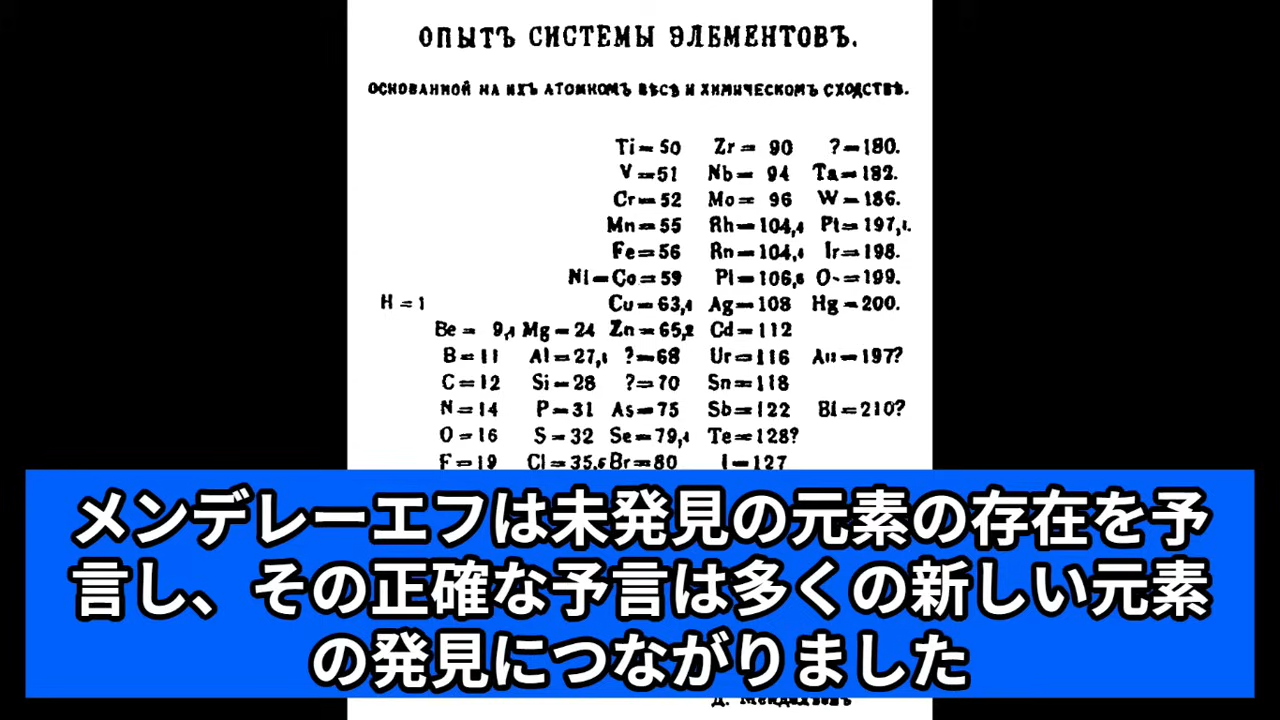 ОПЫТЪ СИСТЕМЫ ЭЛЕМЕНТОВЪ.
ОСНОВАННОЙ НА ИХЪ АТОМНОМЪ ВѢСѢ И ХИМИЧЕСКОМЪ СХОДСТВѢ.
Ti=50 Zr= 90 ?=180.
V=51 Nb= 94 Ta=182.
Cr=52 Mo= 96 W=186.
Mn=55 Rh=104,4 Pt=197,1.
Fe=56 Rn=104,4 Ir=198.
Ni=Co=59 Pl=106,6 O-=199.
H=1 Cu=63,4 Ag=108 Hg=200.
Be= 9,4 Mg=24 Zn=65,2 Cd=112
B=11 Al=27,4 ?=68 Ur=116 Au=197?
C=12 Si=28 ?=70 Sn=118
N=14 P=31 As=75 Sb=122 Bi=210?
O=16 S=32 Se=79,4 Te=128?
F=19 Cl=35,5 Br=80 I=127
メンデレーエフは未発見の元素の存在を予
言し、その正確な予言は多くの新しい元素
の発見につながりました
Д. Менделѣевъ